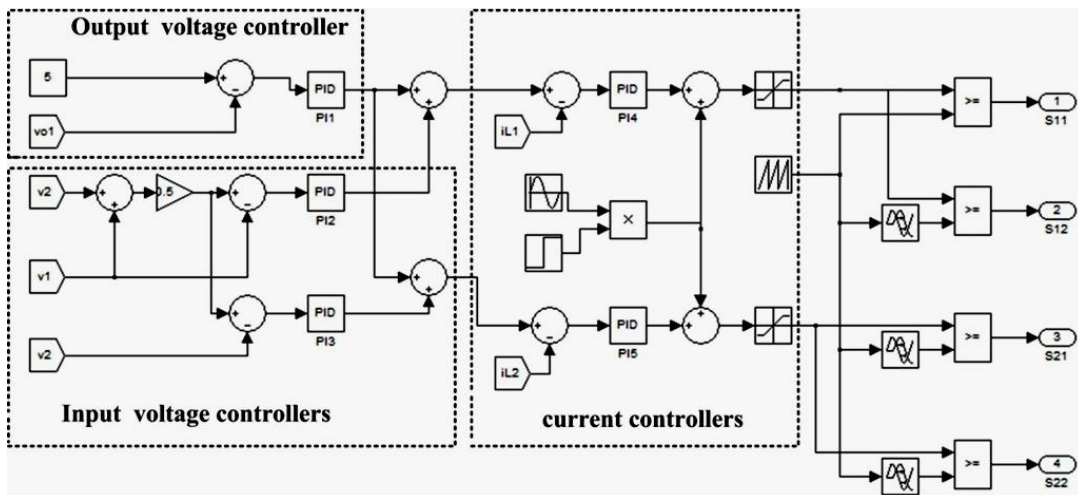 Output voltage controller
5
PID
PI1
vo1
iL1
PID
PI4
>=
1
S11
v2
0.5
PID
PI2
>=
2
S12
v1
×
PID
PI3
v2
iL2
PID
PI5
>=
3
S21
Input voltage controllers
current controllers
>=
4
S22